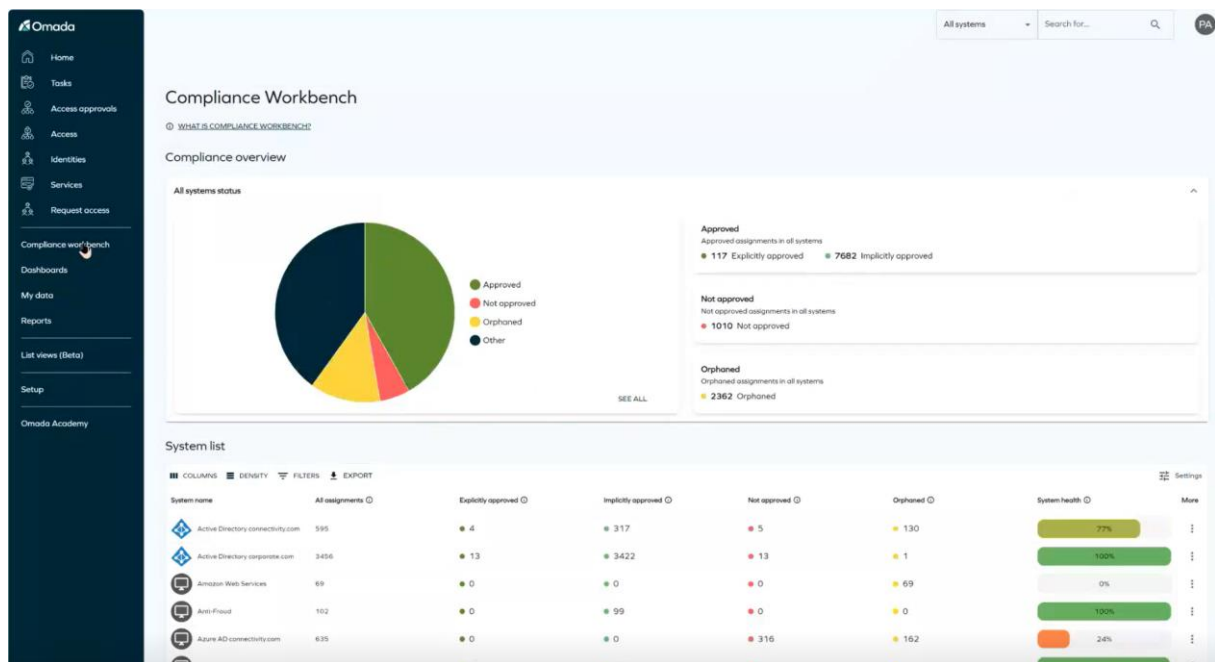 Omada
All systems
Search for...
PA
Home
Tasks
Access approvals
Access
Identities
Services
Request access
Compliance workbench
Dashboards
My data
Reports
List views (Beta)
Setup
Omada Academy
Compliance Workbench
WHAT IS COMPLIANCE WORKBENCH?
Compliance overview
All systems status
Approved
Not approved
Orphaned
Other
SEE ALL
Approved
Approved assignments in all systems
117 Explicitly approved 7682 Implicitly approved
Not approved
Not approved assignments in all systems
1010 Not approved
Orphaned
Orphaned assignments in all systems
2362 Orphaned
System list
COLUMNS DENSITY FILTERS EXPORT Settings
System name All assignments Explicitly approved Implicitly approved Not approved Orphaned System health More
Active Directory connectivity.com 595 4 317 5 130 77%
Active Directory corporate.com 3456 13 3422 13 1 100%
Amazon Web Services 69 0 0 0 69 0%
Anti-Fraud 102 0 99 0 0 100%
Azure AD connectivity.com 635 0 0 316 162 24%